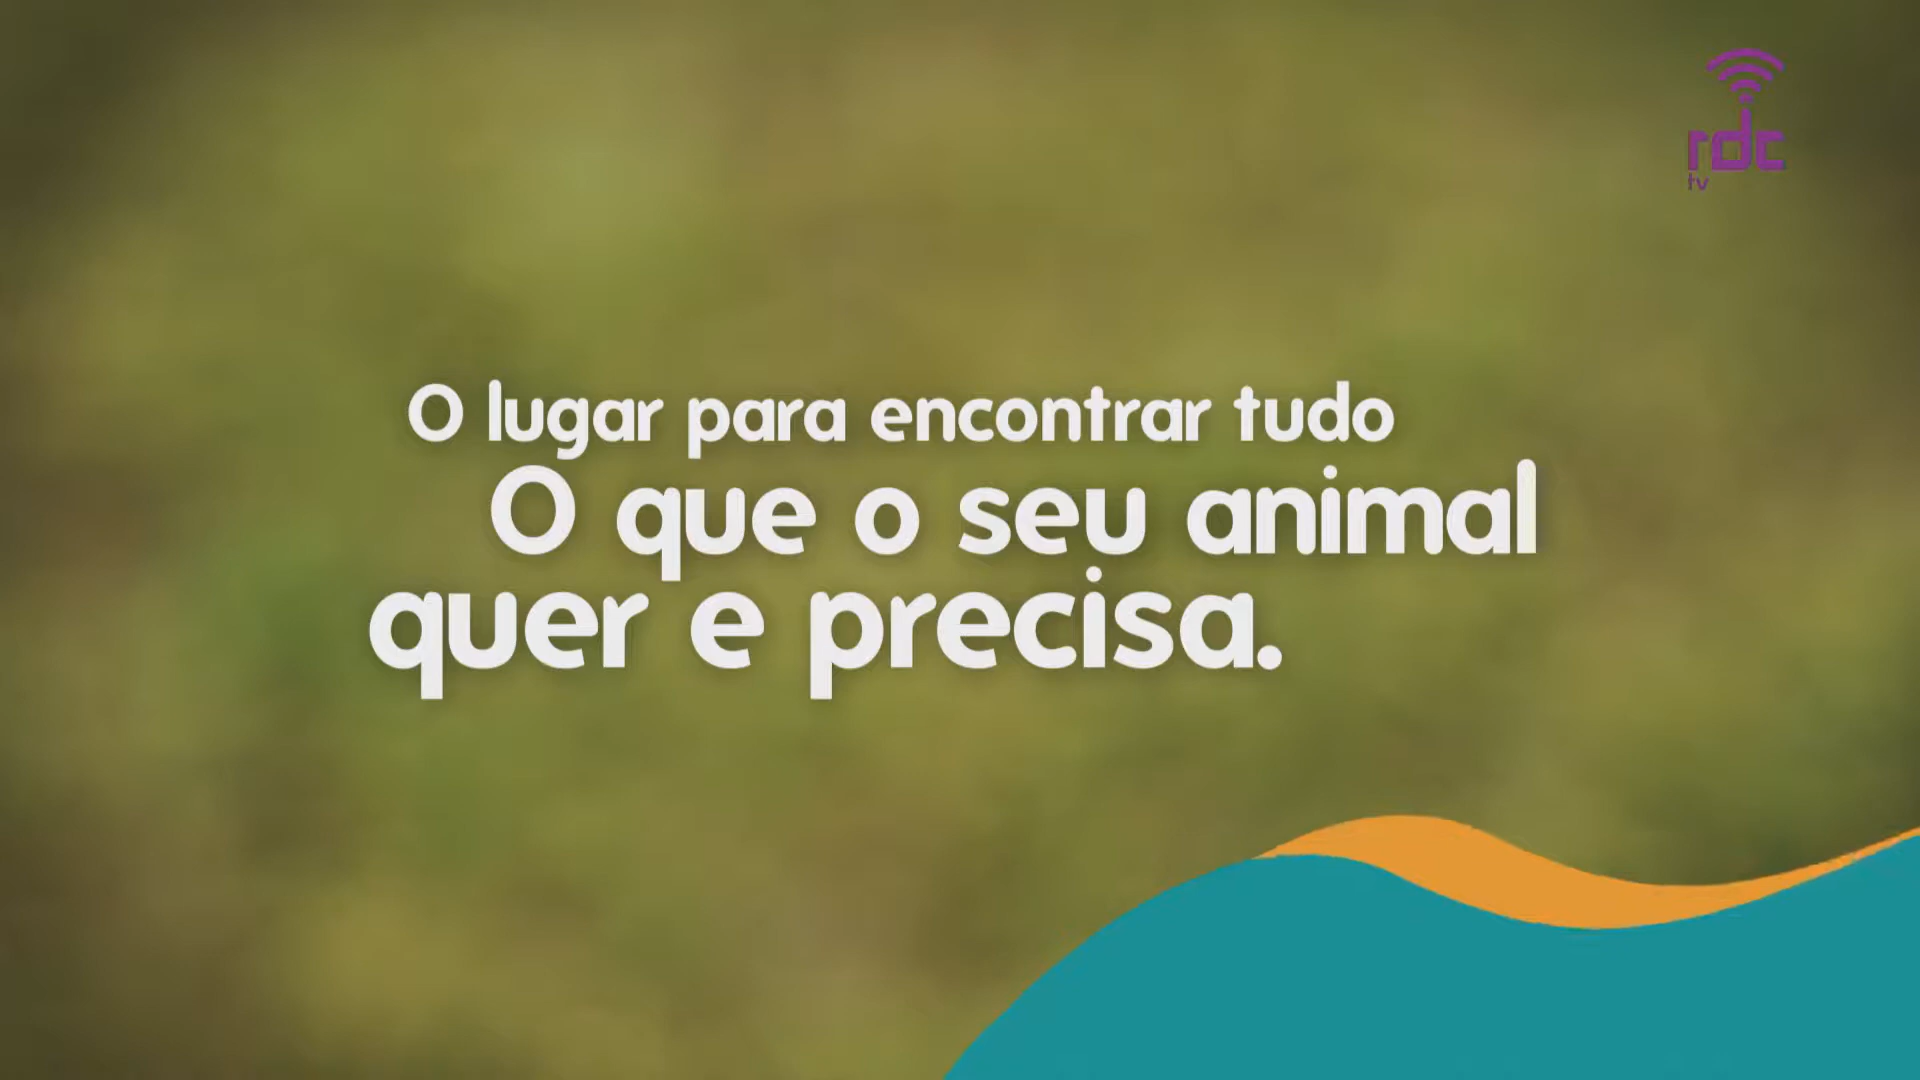 rdc
tv
O lugar para encontrar tudo
O que o seu animal
quer e precisa.